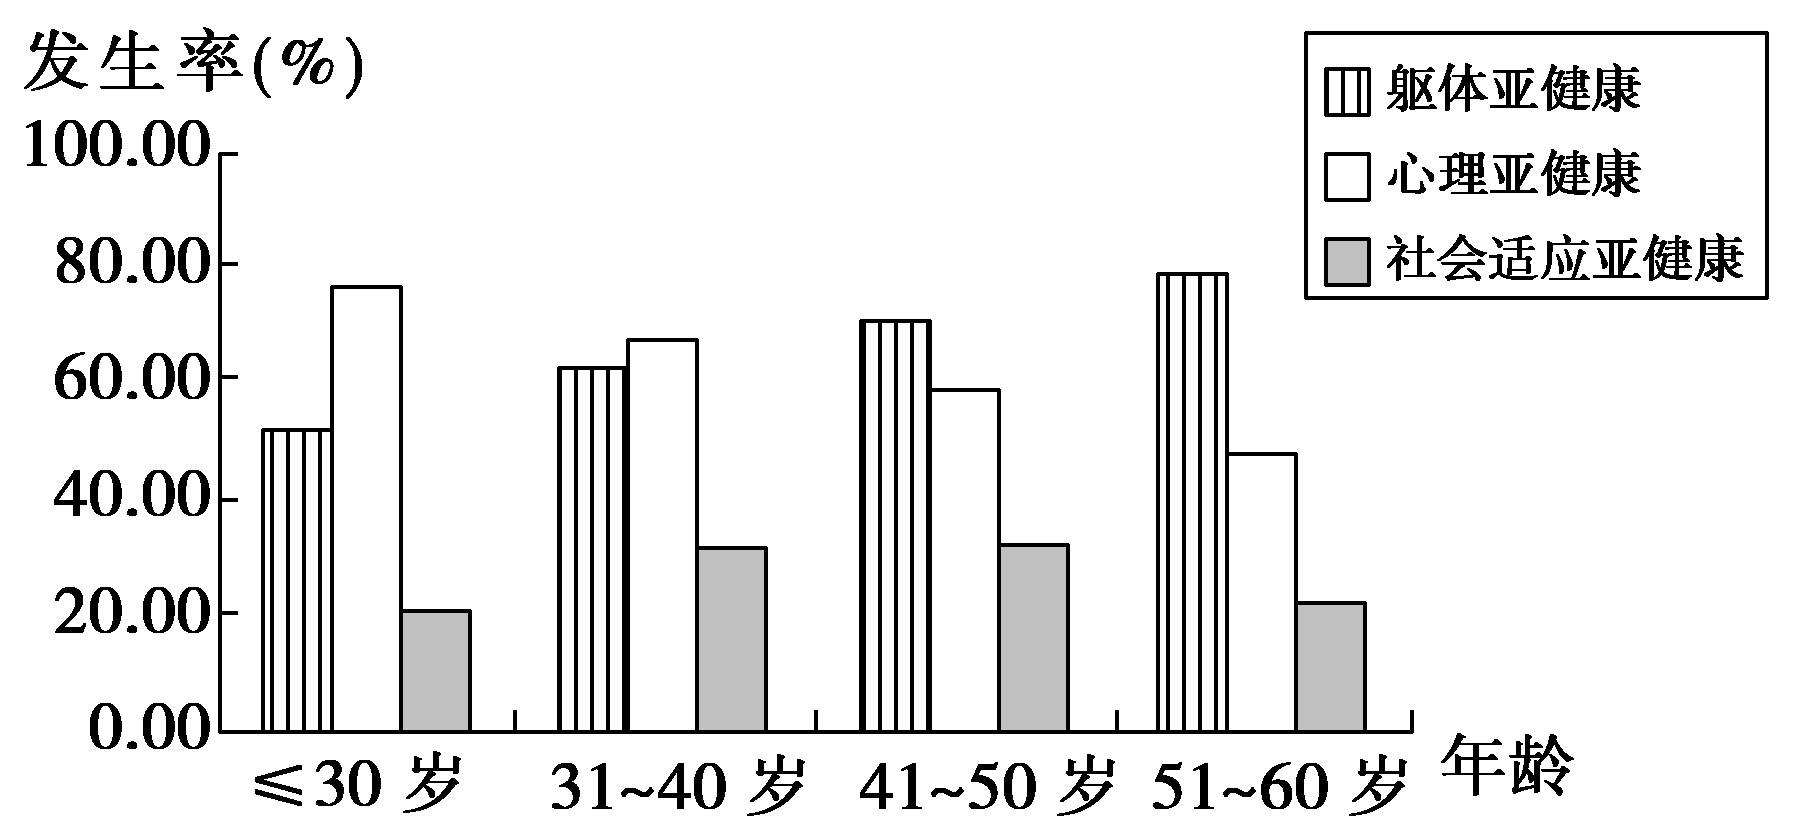 发生率(%)
100.00
80.00
60.00
40.00
20.00
0.00
≤30 岁
31~40 岁
41~50 岁
51~60 岁
年龄
躯体亚健康
心理亚健康
社会适应亚健康